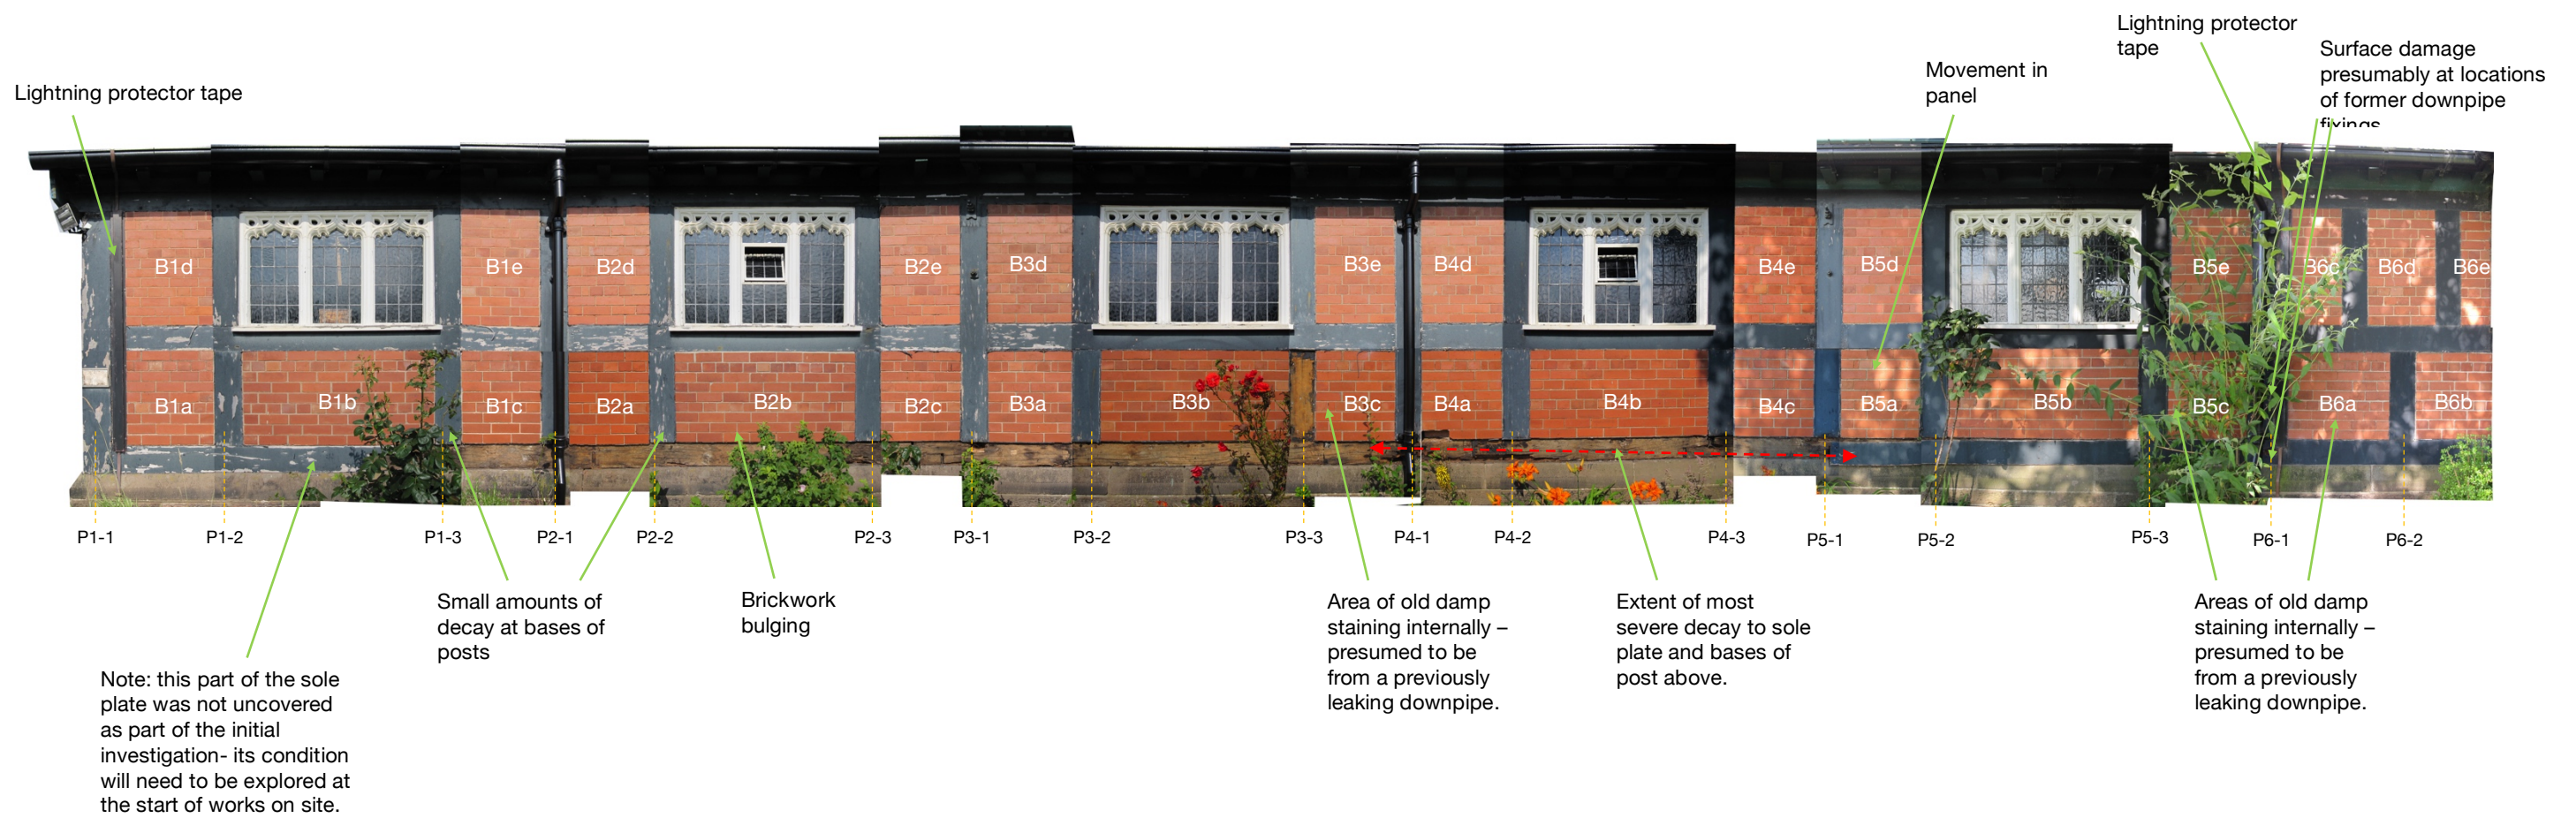 Lightning protector
tape
Surface damage
presumably at locations
of former downpipe
fixings
Movement in
panel
Lightning protector tape
B1d
B1e
B2d
B2e
B3d
B3e
B4d
B4e
B5d
B5e
B6c
B6d
B6e
B1a
B1b
B1c
B2a
B2b
B2c
B3a
B3b
B3c
B4a
B4b
B4c
B5a
B5b
B5c
B6a
B6b
P1-1
P1-2
P1-3
P2-1
P2-2
P2-3
P3-1
P3-2
P3-3
P4-1
P4-2
P4-3
P5-1
P5-2
P5-3
P6-1
P6-2
Small amounts of
decay at bases of
posts
Brickwork
bulging
Area of old damp
staining internally –
presumed to be
from a previously
leaking downpipe.
Extent of most
severe decay to sole
plate and bases of
post above.
Areas of old damp
staining internally –
presumed to be
from a previously
leaking downpipe.
Note: this part of the sole
plate was not uncovered
as part of the initial
investigation- its condition
will need to be explored at
the start of works on site.